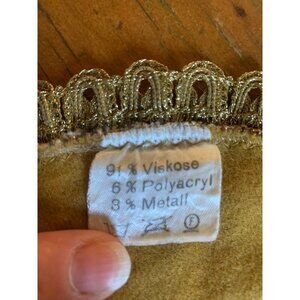 91 % Viskose
6 % Polyacryl
3 % Metall
F